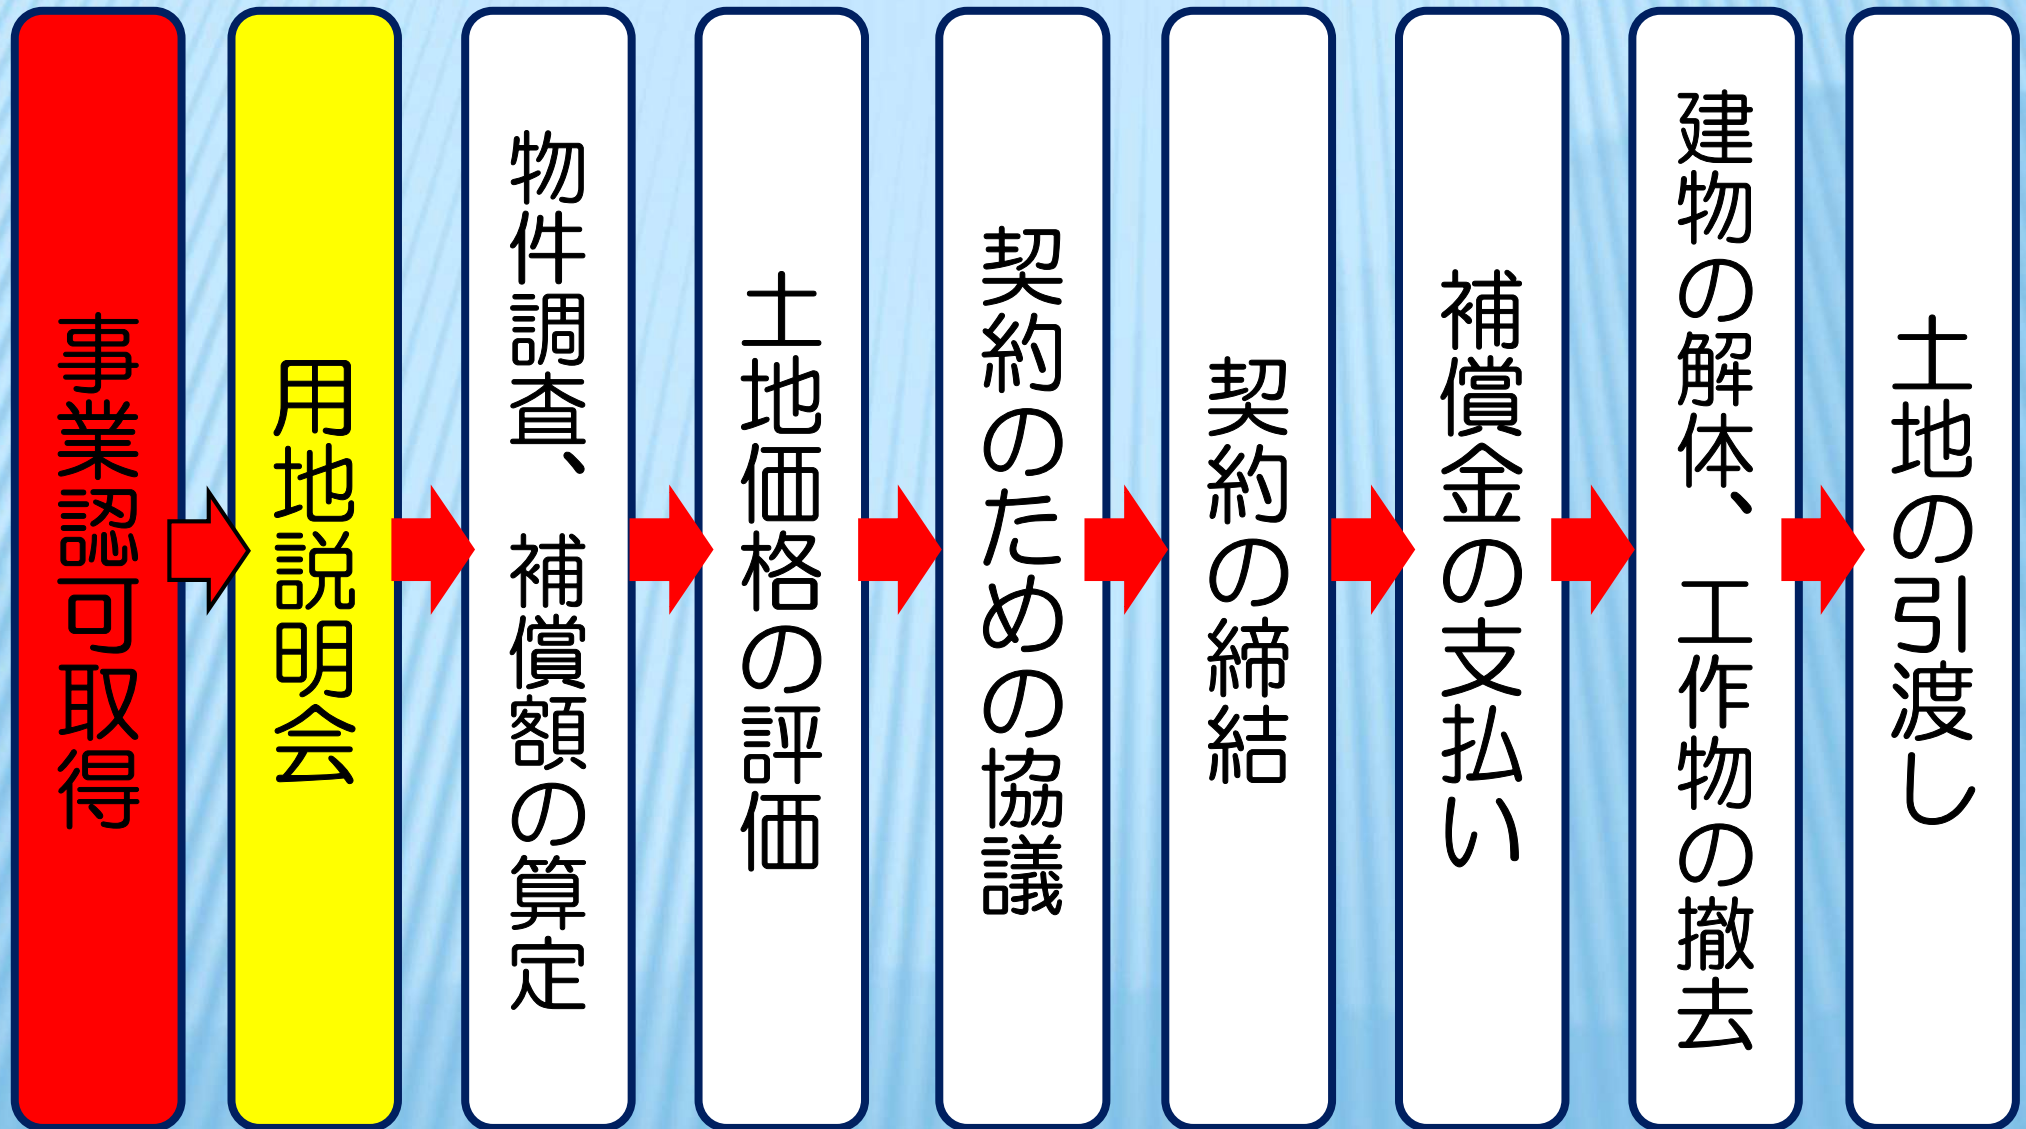 事業認可取得
用地説明会
物件調査、補償額の算定
土地価格の評価
契約のための協議
契約の締結
補償金の支払い
建物の解体、工作物の撤去
土地の引渡し